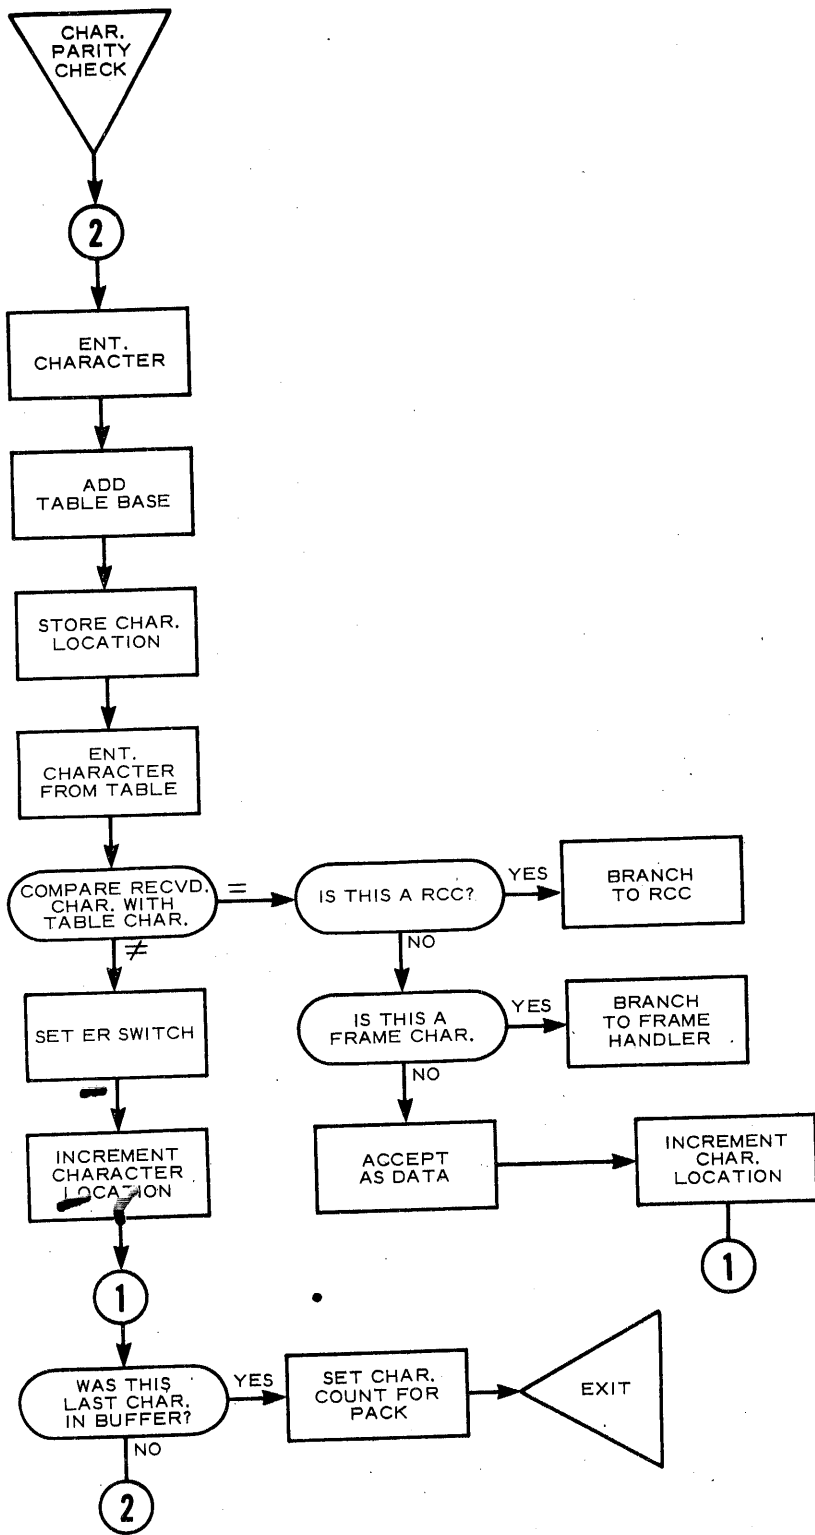 CHAR.
PARITY
CHECK
2
ENT.
CHARACTER
ADD
TABLE BASE
STORE CHAR.
LOCATION
ENT.
CHARACTER
FROM TABLE
COMPARE RECVD.
CHAR. WITH
TABLE CHAR.
=
IS THIS A RCC?
YES
BRANCH
TO RCC
≠
NO
SET ER SWITCH
IS THIS A
FRAME CHAR.
YES
BRANCH
TO FRAME
HANDLER
NO
INCREMENT
CHARACTER
LOCATION
ACCEPT
AS DATA
INCREMENT
CHAR.
LOCATION
1
1
WAS THIS
LAST CHAR.
IN BUFFER?
YES
SET CHAR.
COUNT FOR
PACK
EXIT
NO
2